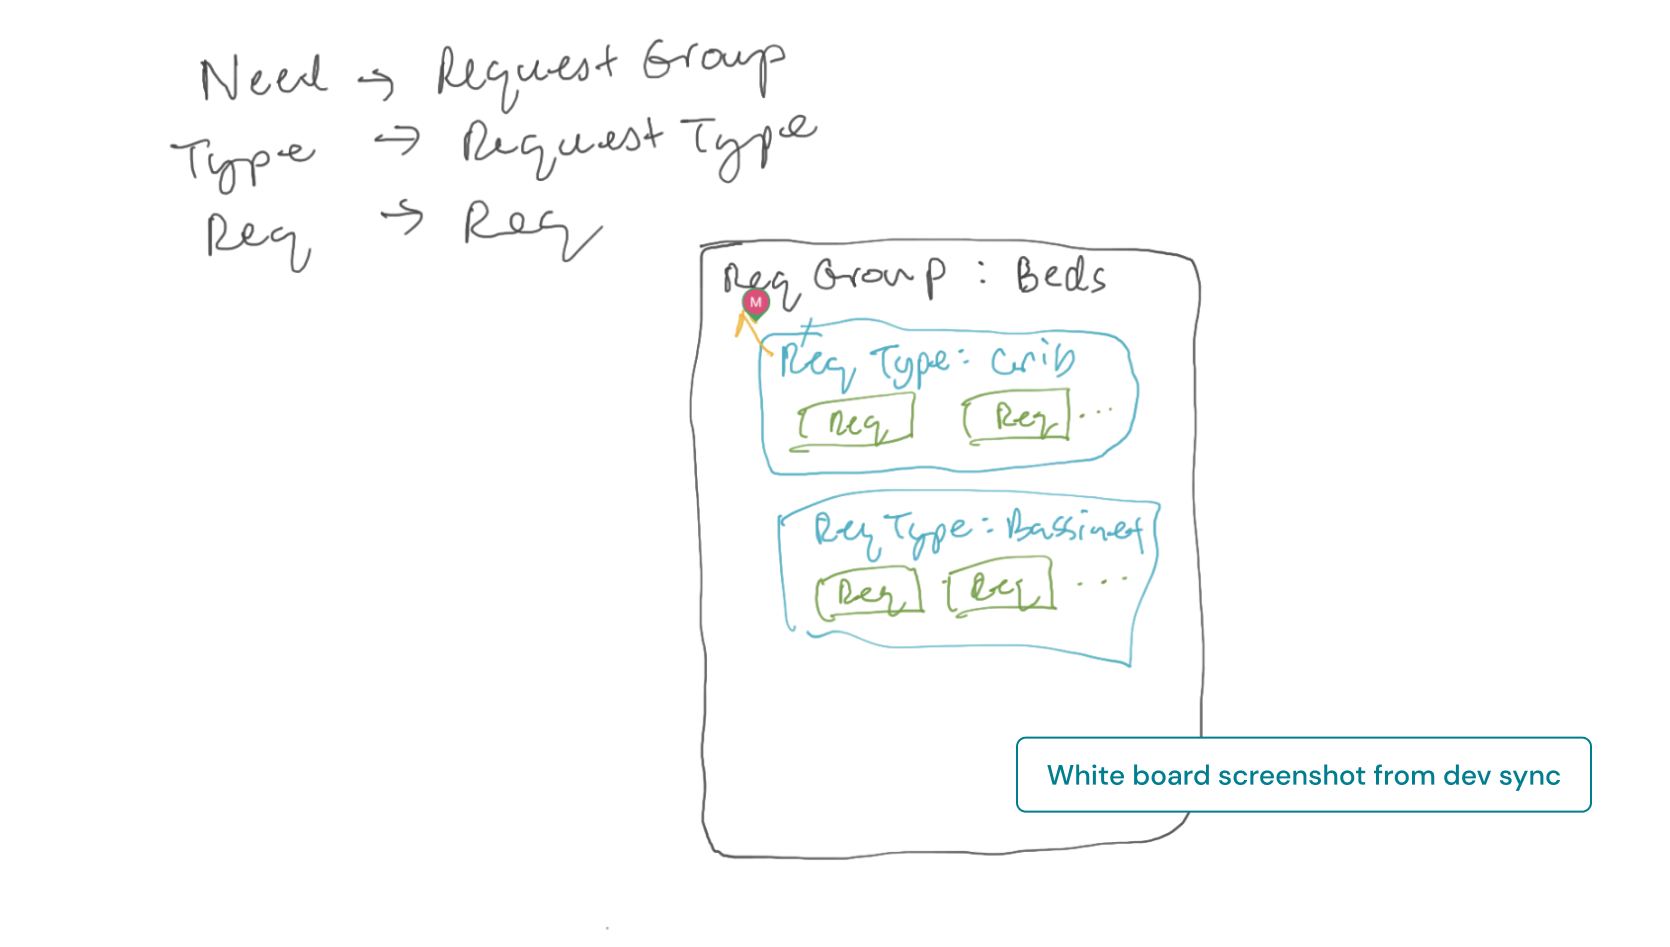 Need → Request Group
Type → Request Type
Req → Req
Req Group : Beds
M
Req Type : Crib
Req Req ...
Req Type : Bassinet
Req Req ...
White board screenshot from dev sync